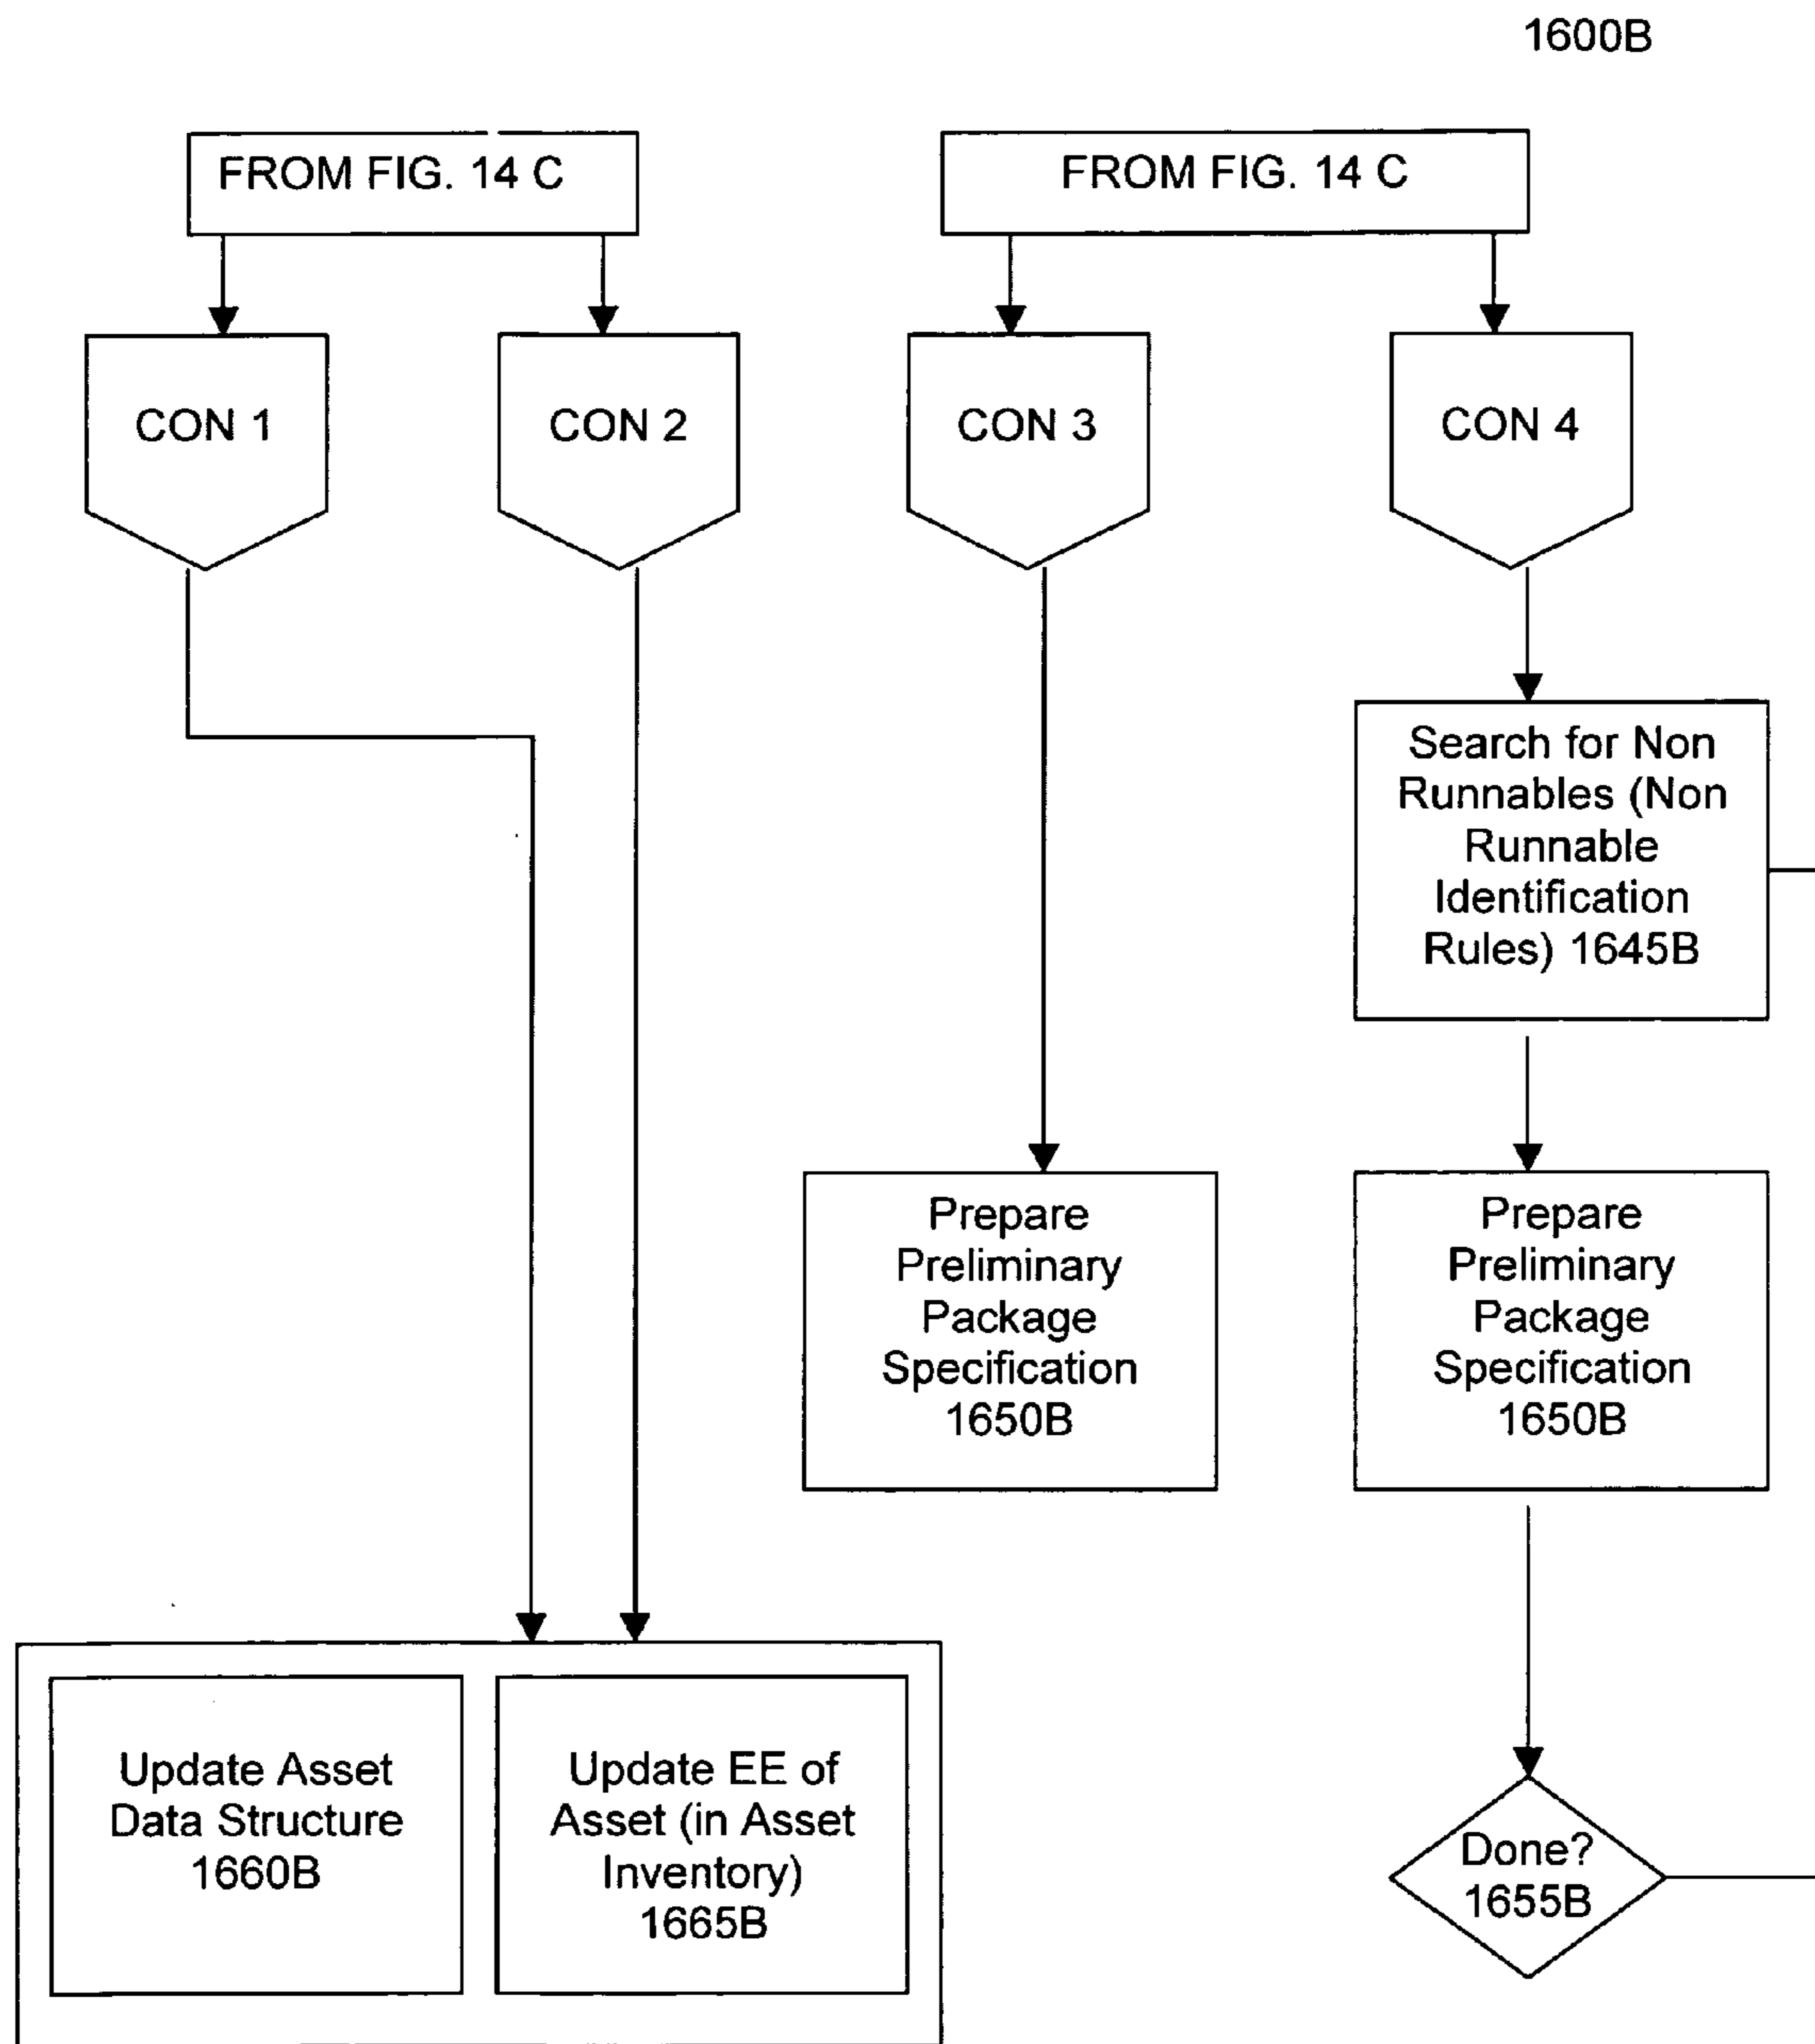 1600B
FROM FIG. 14 C
FROM FIG. 14 C
CON 1
CON 2
CON 3
CON 4
Search for Non
Runnables (Non
Runnable
Identification
Rules) 1645B
Prepare
Preliminary
Package
Specification
1650B
Prepare
Preliminary
Package
Specification
1650B
Update Asset
Data Structure
1660B
Update EE of
Asset (in Asset
Inventory)
1665B
Done?
1655B